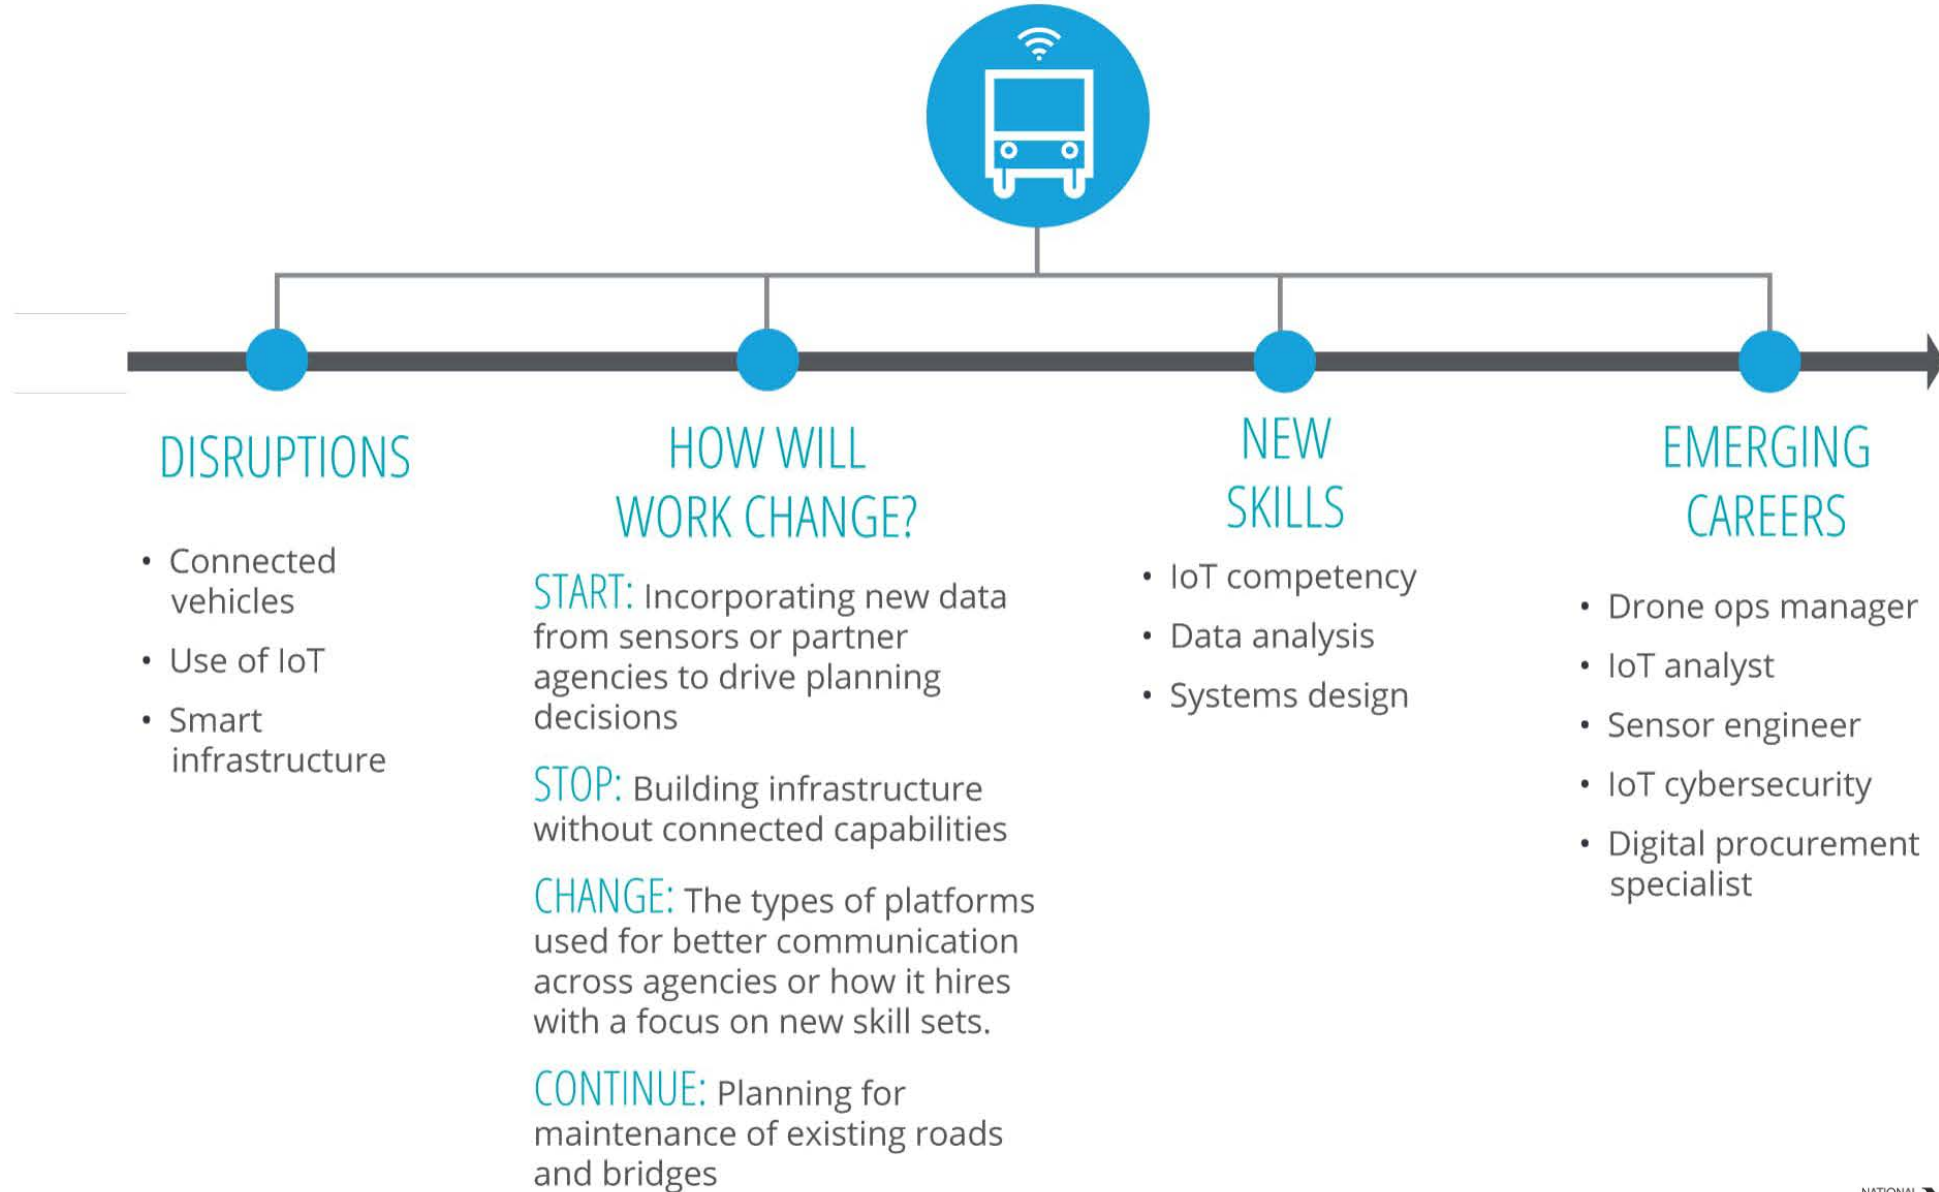 DISRUPTIONS
• Connected
vehicles
• Use of IoT
• Smart
infrastructure
HOW WILL
WORK CHANGE?
START: Incorporating new data
from sensors or partner
agencies to drive planning
decisions
STOP: Building infrastructure
without connected capabilities
CHANGE: The types of platforms
used for better communication
across agencies or how it hires
with a focus on new skill sets.
CONTINUE: Planning for
maintenance of existing roads
and bridges
NEW
SKILLS
• IoT competency
• Data analysis
• Systems design
EMERGING
CAREERS
• Drone ops manager
• IoT analyst
• Sensor engineer
• IoT cybersecurity
• Digital procurement
specialist
NATIONAL